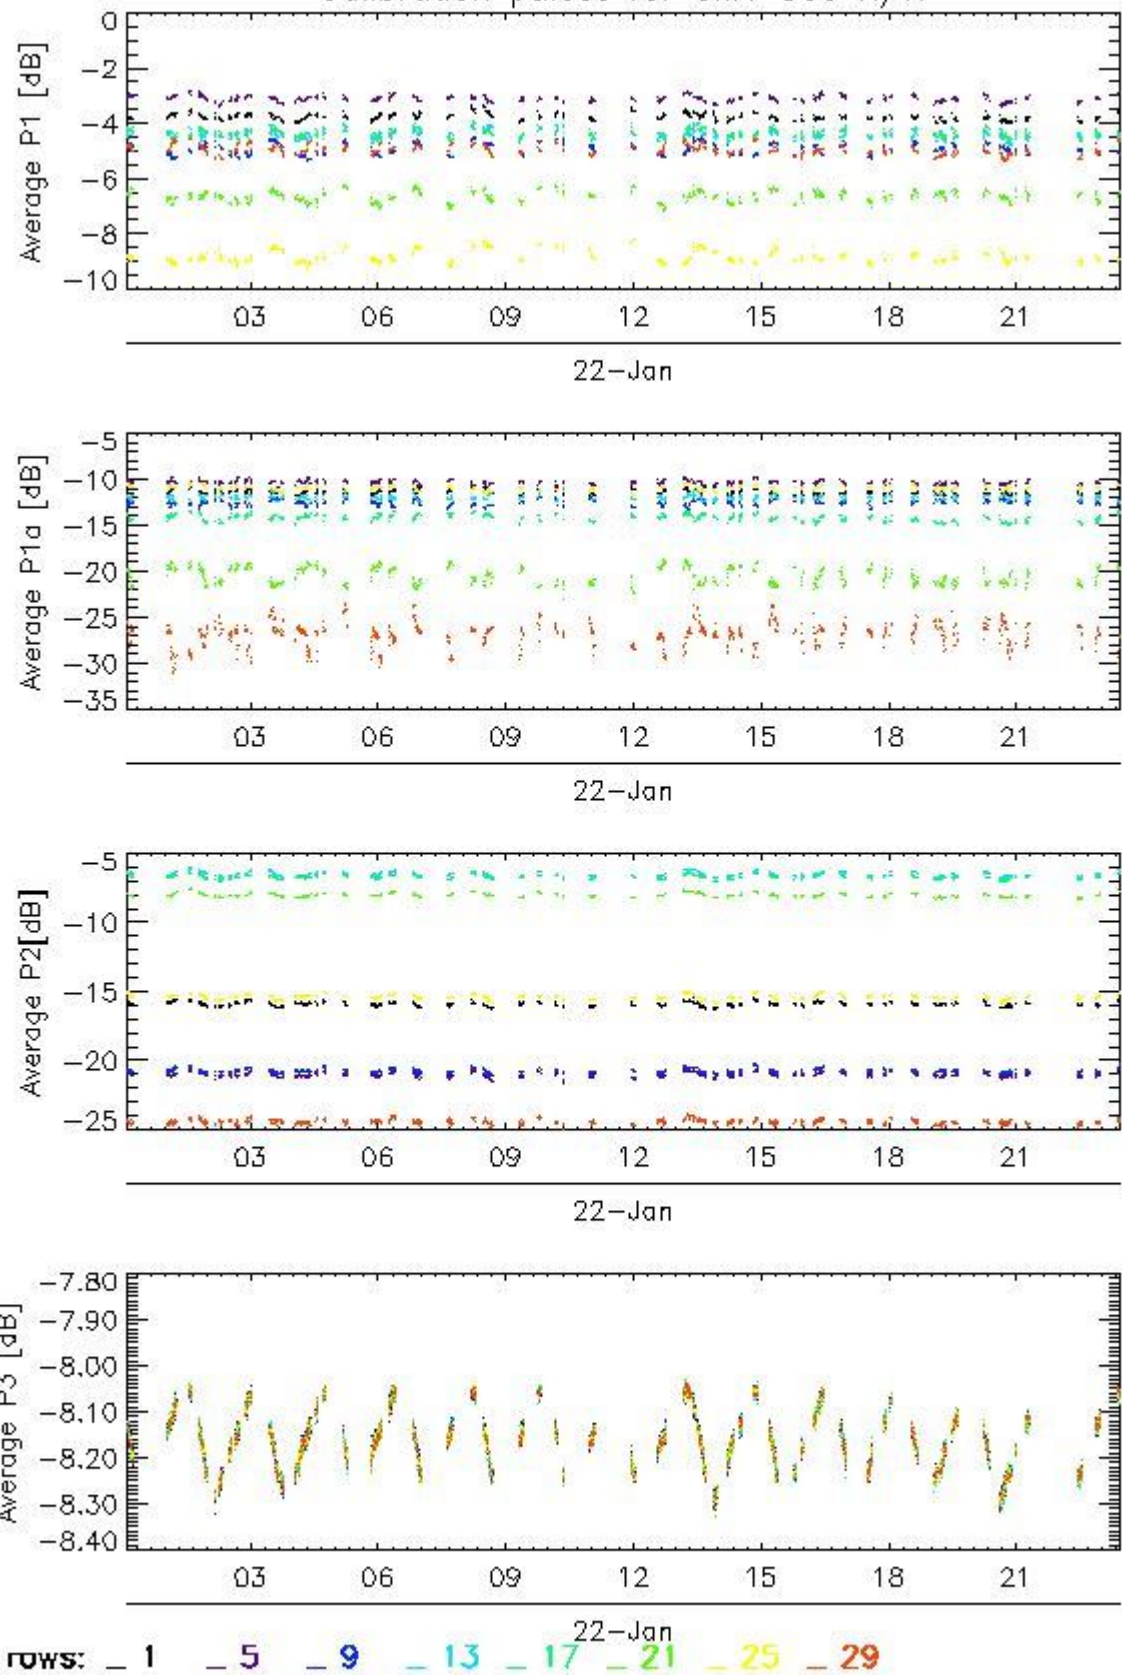 0
−2
−4
−6
−8
−10
Average P1 [dB]
03 06 09 12 15 18 21
22−Jan
−5
−10
−15
−20
−25
−30
−35
Average P1a [dB]
03 06 09 12 15 18 21
22−Jan
−5
−10
−15
−20
−25
Average P2[dB]
03 06 09 12 15 18 21
22−Jan
−7.80
−7.90
−8.00
−8.10
−8.20
−8.30
−8.40
Average P3 [dB]
03 06 09 12 15 18 21
22−Jan
rows: _ 1 _ 5 _ 9 _ 13 _ 17 _ 21 _ 25 _ 29